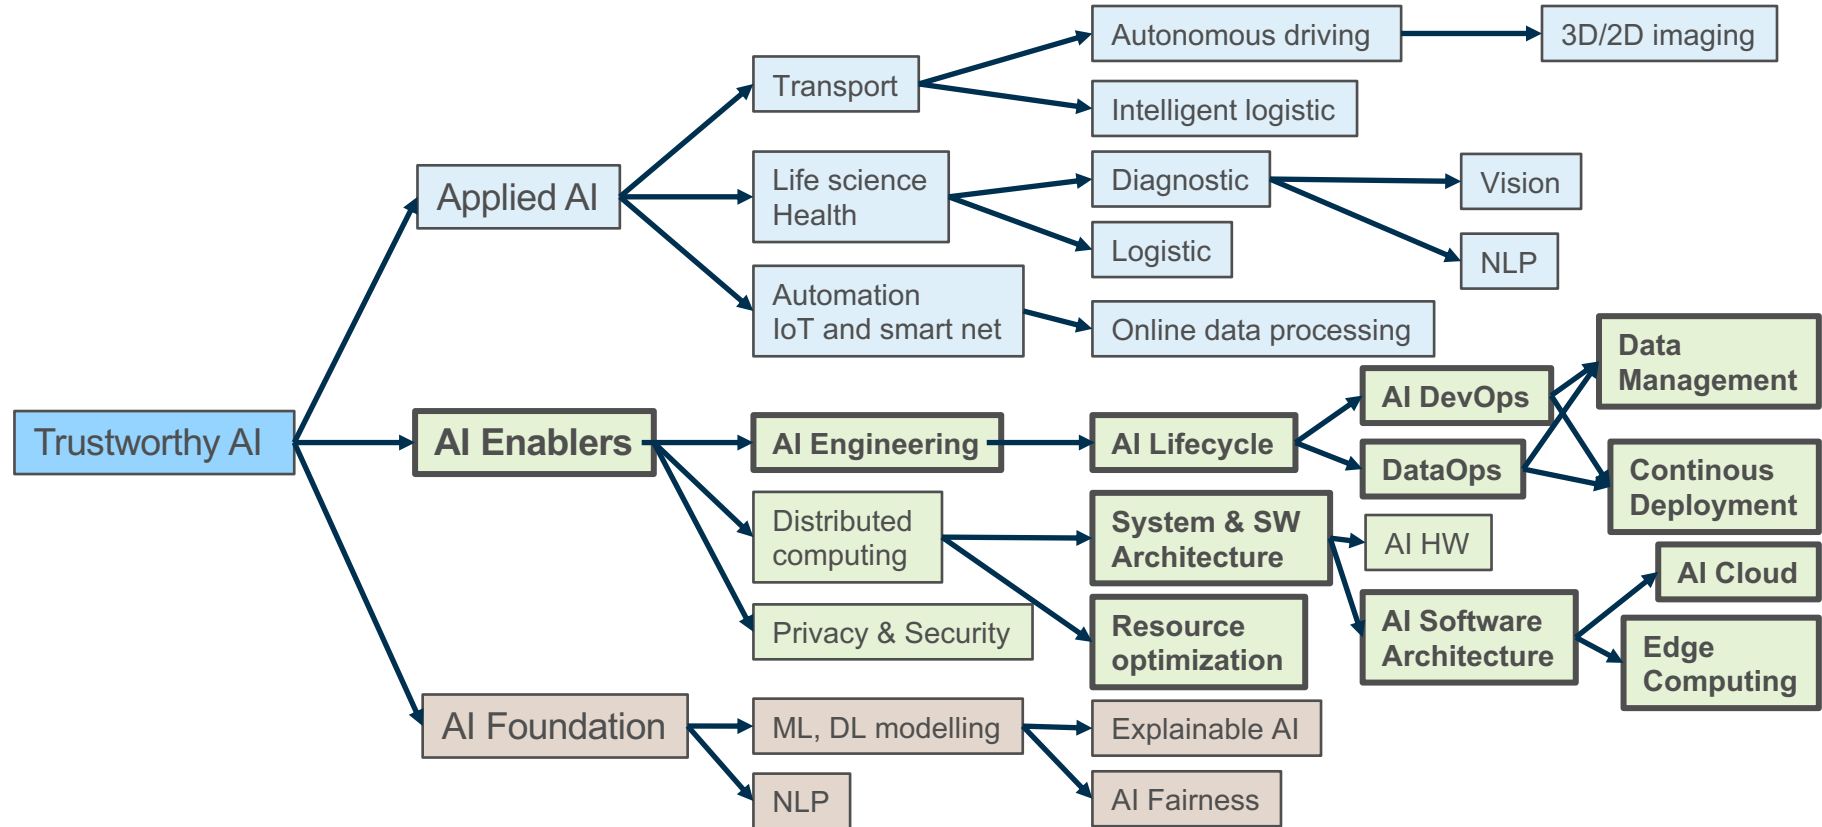 Autonomous driving
3D/2D imaging
Transport
Intelligent logistic
Applied AI
Life science
Health
Diagnostic
Vision
Logistic
NLP
Automation
IoT and smart net
Online data processing
Data
Management
Trustworthy AI
AI Enablers
AI Engineering
AI Lifecycle
AI DevOps
DataOps
Continous
Deployment
Distributed
computing
System & SW
Architecture
AI HW
AI Cloud
Privacy & Security
Resource
optimization
AI Software
Architecture
Edge
Computing
AI Foundation
ML, DL modelling
Explainable AI
NLP
AI Fairness